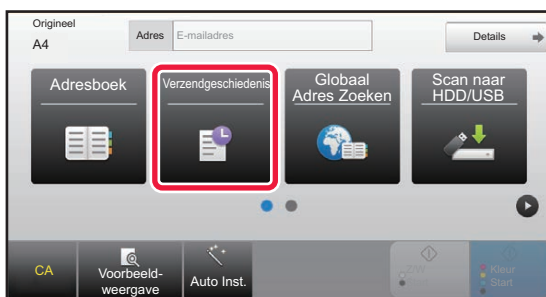 Origineel
A4
Adres
E-mailadres
Details
Adresboek
Verzendgeschiedenis
Globaal
Adres Zoeken
Scan naar
HDD/USB
CA
Voorbeeld-
weergave
Auto Inst.
Z/W
Start
Kleur
Start